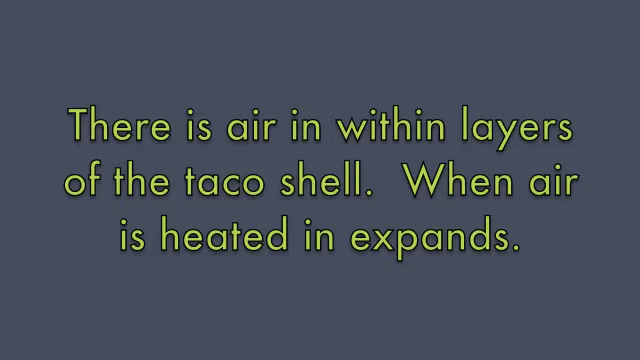 There is air in within layers
of the taco shell.  When air
is heated in expands.